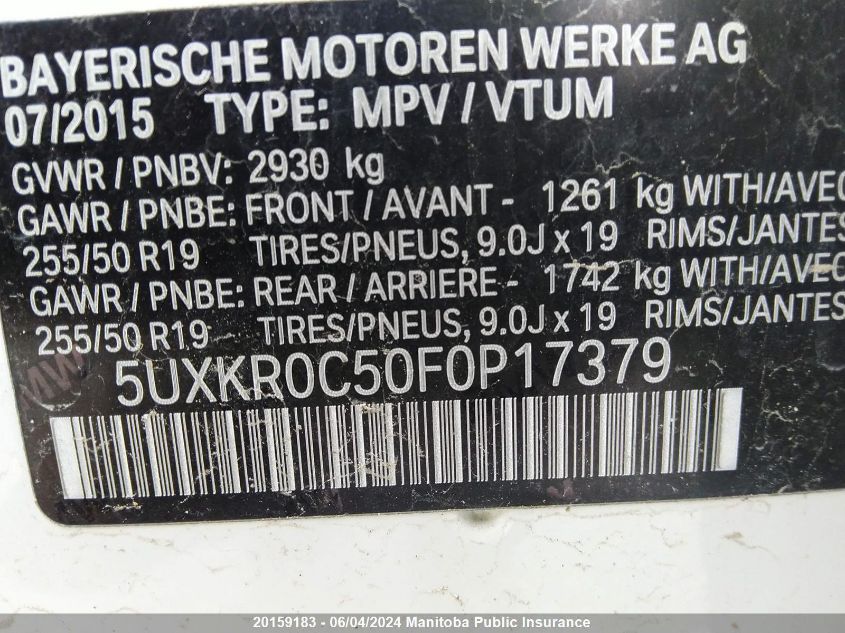 BAYERISCHE MOTOREN WERKE AG
07/2015 TYPE: MPV / VTUM
GVWR / PNBV: 2930 kg
GAWR / PNBE: FRONT / AVANT - 1261 kg WITH/AVEC
255/50 R19 TIRES/PNEUS, 9.0J x 19 RIMS/JANTES
GAWR / PNBE: REAR / ARRIERE - 1742 kg WITH/AVEC
255/50 R19 TIRES/PNEUS, 9.0J x 19 RIMS/JANTES
5UXKR0C50F0P17379
20159183 - 06/04/2024 Manitoba Public Insurance